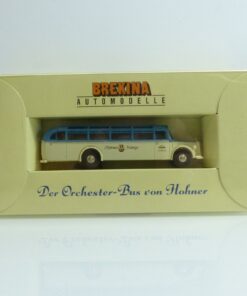 BREKINA
AUTOMODELLE
Der Orchester-Bus von Hohner